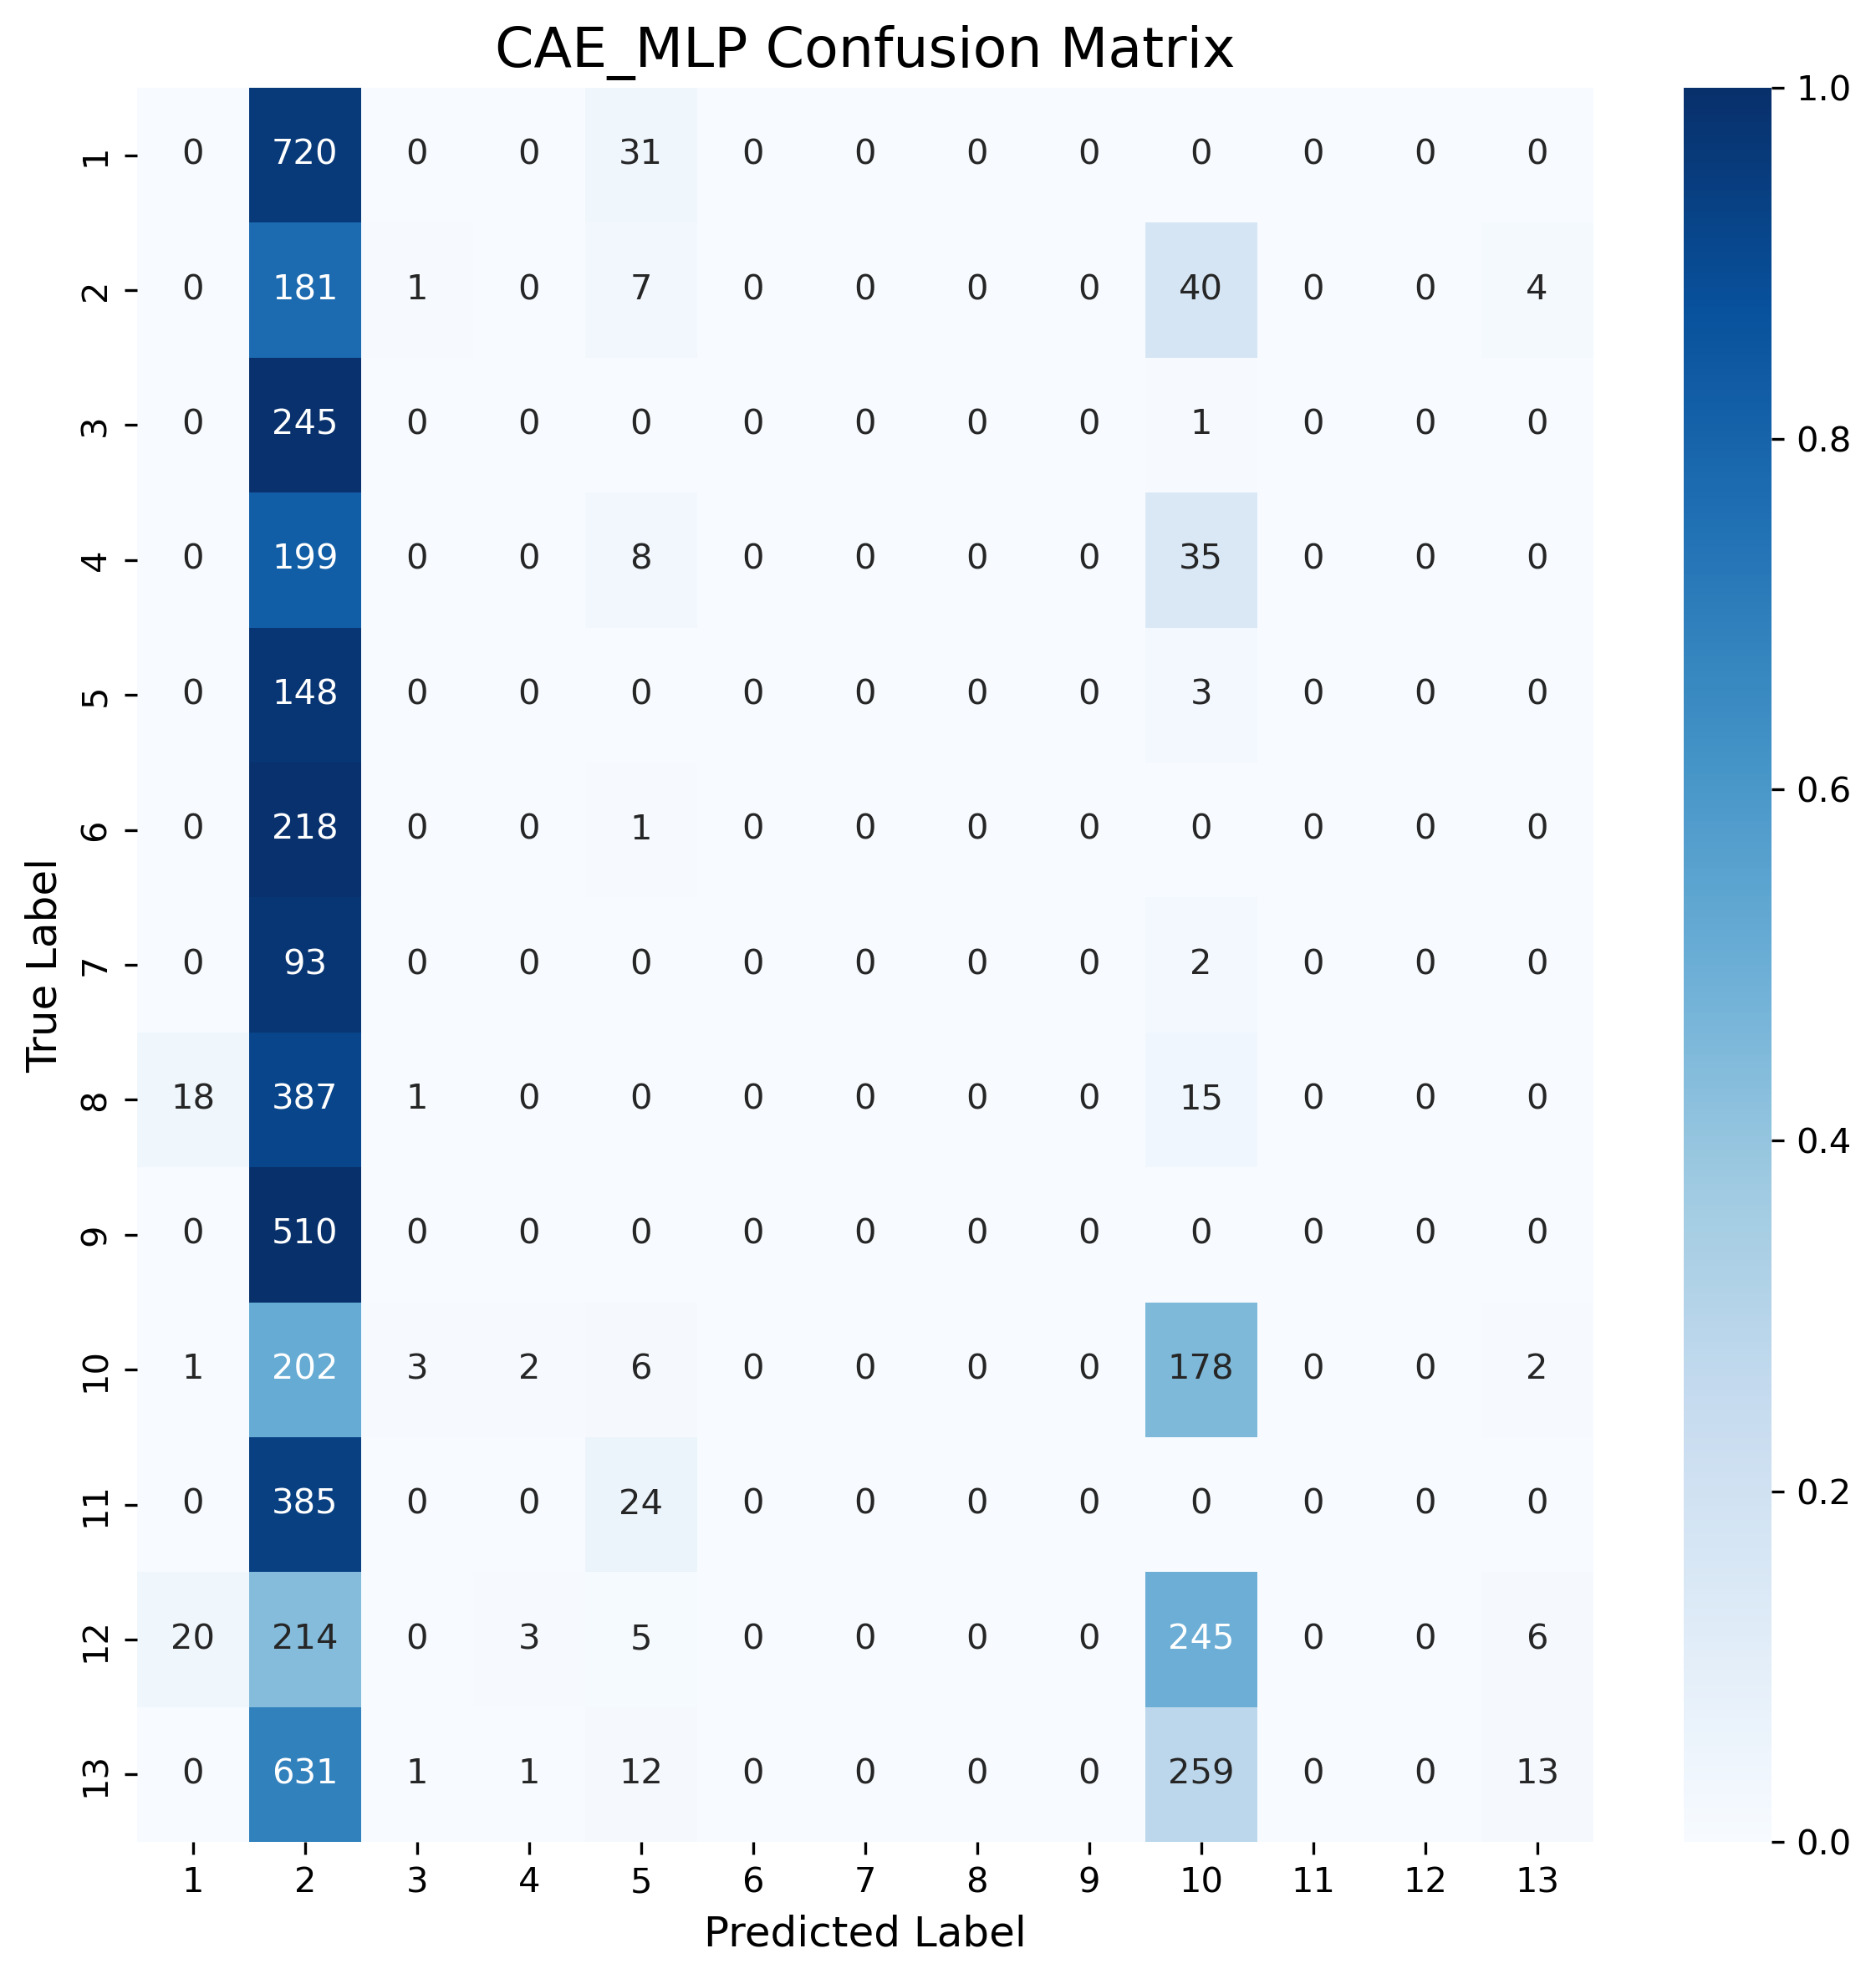 CAE_MLP Confusion Matrix
1 0 720 0 0 31 0 0 0 0 0 0 0 0
2 0 181 1 0 7 0 0 0 0 40 0 0 4
3 0 245 0 0 0 0 0 0 0 1 0 0 0
4 0 199 0 0 8 0 0 0 0 35 0 0 0
5 0 148 0 0 0 0 0 0 0 3 0 0 0
6 0 218 0 0 1 0 0 0 0 0 0 0 0
7 0 93 0 0 0 0 0 0 0 2 0 0 0
8 18 387 1 0 0 0 0 0 0 15 0 0 0
9 0 510 0 0 0 0 0 0 0 0 0 0 0
10 1 202 3 2 6 0 0 0 0 178 0 0 2
11 0 385 0 0 24 0 0 0 0 0 0 0 0
12 20 214 0 3 5 0 0 0 0 245 0 0 6
13 0 631 1 1 12 0 0 0 0 259 0 0 13
1 2 3 4 5 6 7 8 9 10 11 12 13
Predicted Label
True Label
1.0
0.8
0.6
0.4
0.2
0.0